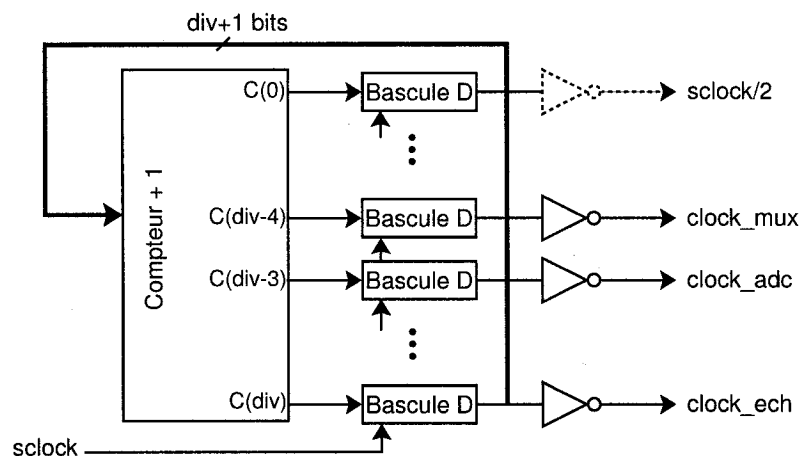 div+1 bits
C(0)
Bascule D
sclock/2
Compteur + 1
C(div-4)
Bascule D
clock_mux
C(div-3)
Bascule D
clock_adc
C(div)
Bascule D
clock_ech
sclock